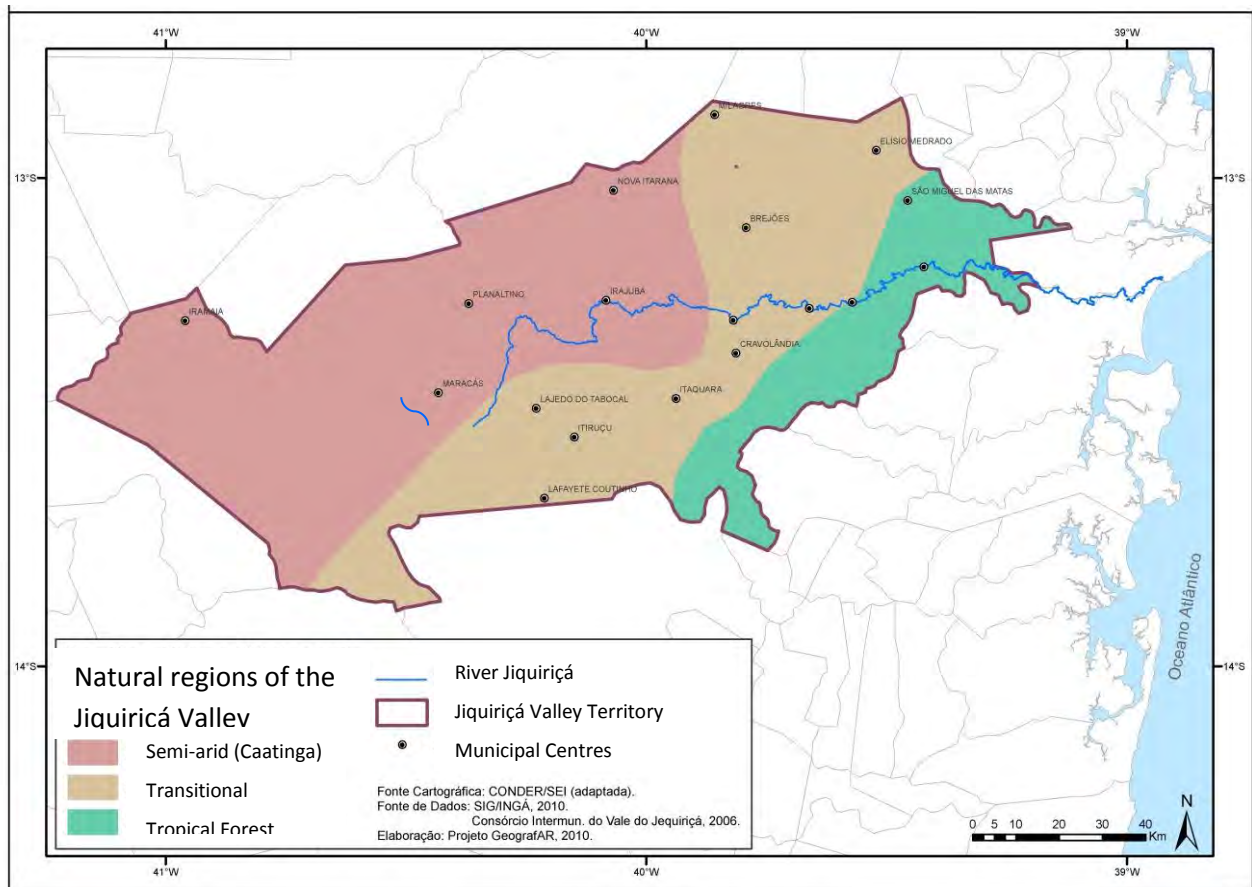 41°W 40°W 39°W
MILAGRES
ELISIO MEDRADO
13°S 13°S
NOVA ITARANA
SÃO MIGUEL DAS MATAS
BREJÕES
PLANALTINO
IRAJUBA
IRAMAIA
CRAVOLÂNDIA
MARACÁS
ITAQUARA
LAJEDO DO TABOCAL
ITIRUÇU
LAFAYETE COUTINHO
Oceano Atlântico
14°S 14°S
Natural regions of the
Jiquiriçá Valley
Semi-arid (Caatinga)
Transitional
Tropical Forest
River Jiquiriçá
Jiquiriçá Valley Territory
Municipal Centres
Fonte Cartográfica: CONDER/SEI (adaptada).
Fonte de Dados: SIG/INGÁ, 2010.
Consórcio Intermun. do Vale do Jequiriçá, 2006.
Elaboração: Projeto GeografAR, 2010.
N
0 5 10 20 30 40
Km
41°W 40°W 39°W